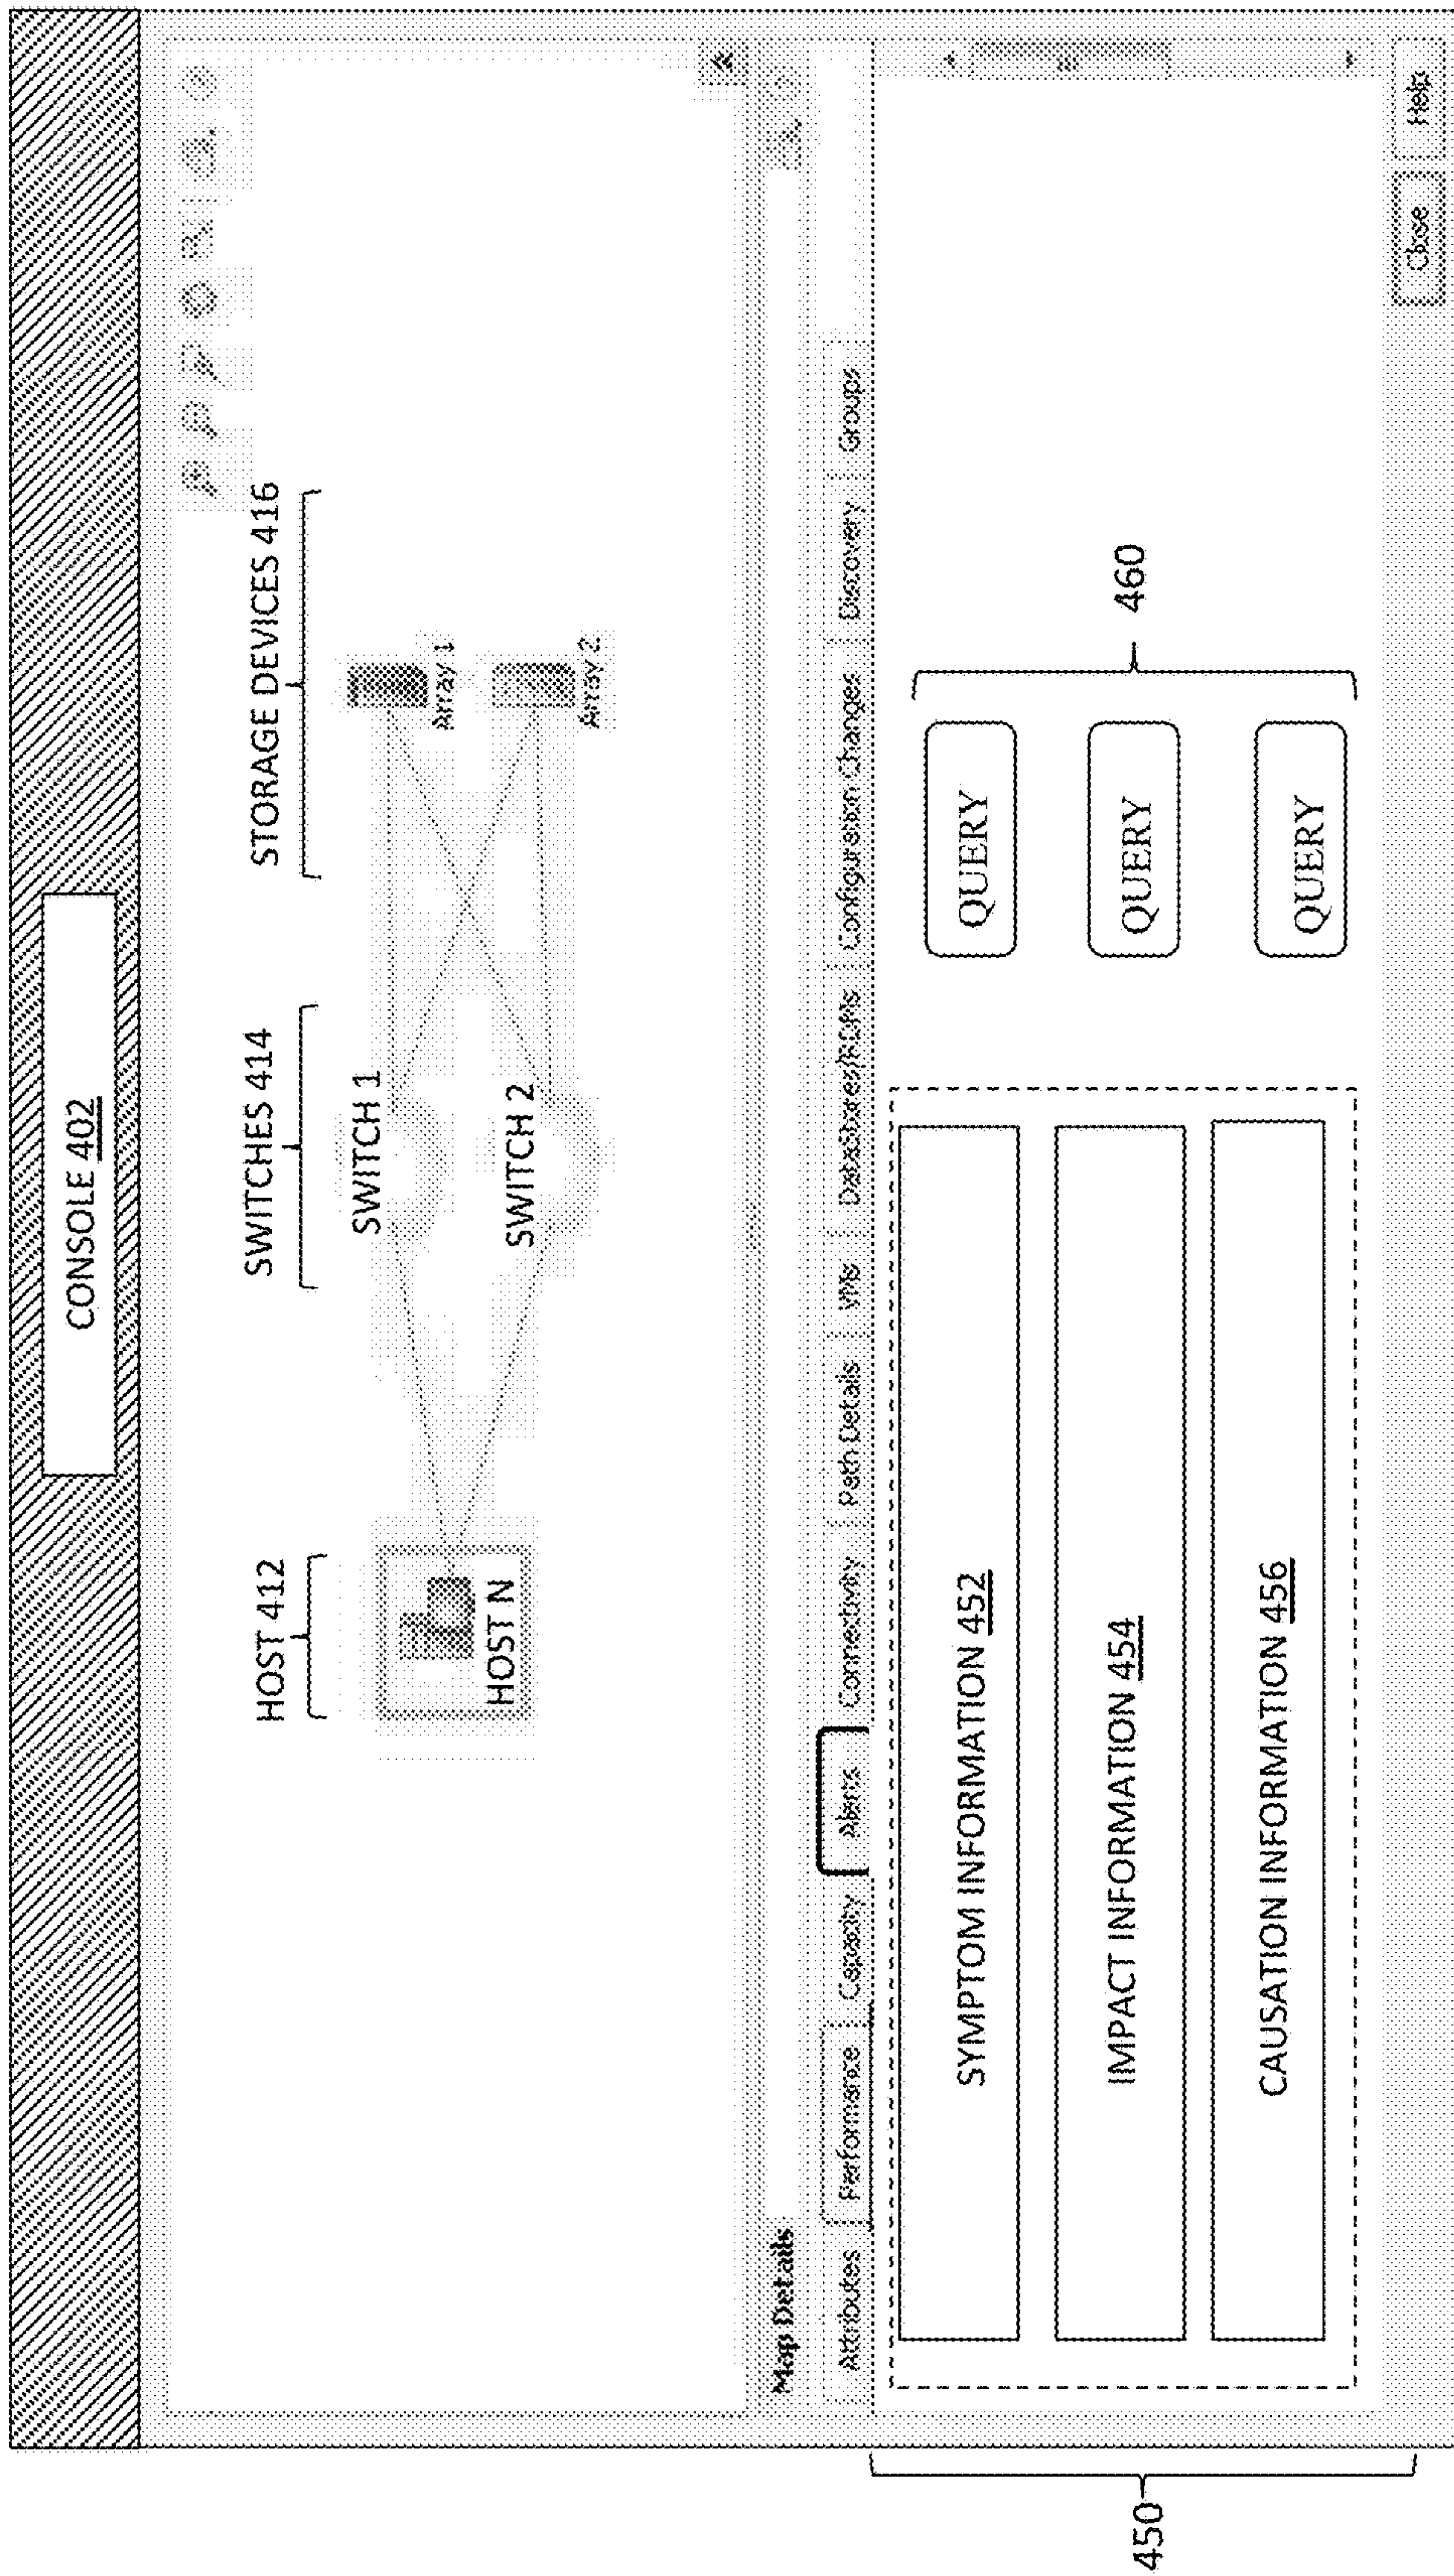 CONSOLE 402
HOST 412
SWITCHES 414
STORAGE DEVICES 416
HOST N
SWITCH 1
SWITCH 2
Array 1
Array 2
Map Details
Attributes Performance Capacity Alerts Connectivity Path Details VMs Datastores/RDMs Configuration Changes Discovery Groups
450
SYMPTOM INFORMATION 452
QUERY
IMPACT INFORMATION 454
QUERY
460
CAUSATION INFORMATION 456
QUERY
Close Help